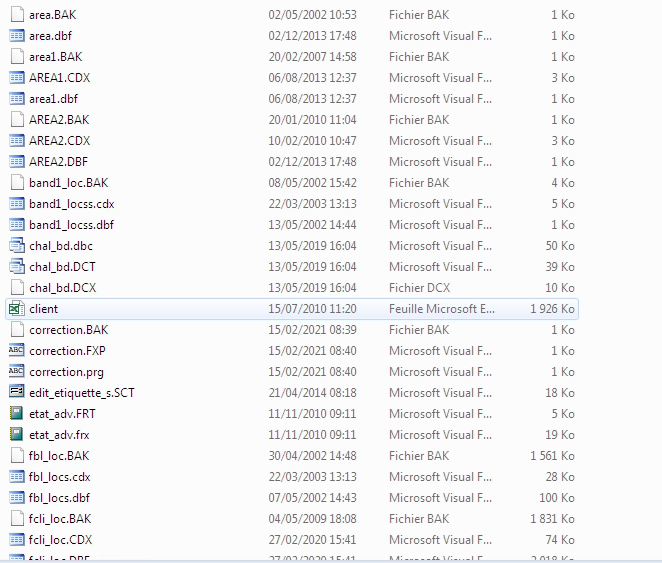 area.BAK 02/05/2002 10:53 Fichier BAK 1 Ko
area.dbf 02/12/2013 17:48 Microsoft Visual F... 1 Ko
area1.BAK 20/02/2007 14:58 Fichier BAK 1 Ko
AREA1.CDX 06/08/2013 12:37 Microsoft Visual F... 3 Ko
area1.dbf 06/08/2013 12:37 Microsoft Visual F... 1 Ko
AREA2.BAK 20/01/2010 11:04 Fichier BAK 1 Ko
AREA2.CDX 10/02/2010 10:47 Microsoft Visual F... 3 Ko
AREA2.DBF 02/12/2013 17:48 Microsoft Visual F... 1 Ko
band1_loc.BAK 08/05/2002 15:42 Fichier BAK 4 Ko
band1_locss.cdx 22/03/2003 13:13 Microsoft Visual F... 5 Ko
band1_locss.dbf 13/05/2002 14:44 Microsoft Visual F... 1 Ko
chal_bd.dbc 13/05/2019 16:04 Microsoft Visual F... 50 Ko
chal_bd.DCT 13/05/2019 16:04 Microsoft Visual F... 39 Ko
chal_bd.DCX 13/05/2019 16:04 Fichier DCX 10 Ko
client 15/07/2010 11:20 Feuille Microsoft E... 1 926 Ko
correction.BAK 15/02/2021 08:39 Fichier BAK 1 Ko
correction.FXP 15/02/2021 08:40 Microsoft Visual F... 1 Ko
correction.prg 15/02/2021 08:40 Microsoft Visual F... 1 Ko
edit_etiquette_s.SCT 21/04/2014 08:18 Microsoft Visual F... 18 Ko
etat_adv.FRT 11/11/2010 09:11 Microsoft Visual F... 5 Ko
etat_adv.frx 11/11/2010 09:11 Microsoft Visual F... 19 Ko
fbl_loc.BAK 30/04/2002 14:48 Fichier BAK 1 561 Ko
fbl_locs.cdx 22/03/2003 13:13 Microsoft Visual F... 28 Ko
fbl_locs.dbf 07/05/2002 14:43 Microsoft Visual F... 100 Ko
fcli_loc.BAK 04/05/2009 18:08 Fichier BAK 1 831 Ko
fcli_loc.CDX 27/02/2020 15:41 Microsoft Visual F... 74 Ko
fcli_loc.DBF 27/02/2020 15:41 Microsoft Visual F... 2 018 Ko